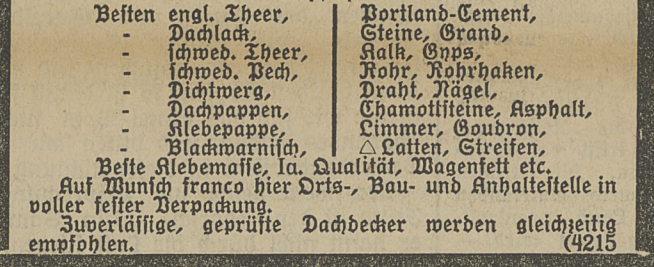 Besten engl. Theer,
- Dachlack,
- schwed. Theer,
- schwed. Pech,
- Dichtwerg,
- Dachpappen,
- Klebepappe,
- Blackwarnisch,
Portland-Cement,
Steine, Grand,
Kalk, Gyps,
Rohr, Rohrhaken,
Draht, Nägel,
Chamottsteine, Asphalt,
Limmer, Goudron,
△ Latten, Streifen,
Beste Klebemasse, Ia. Qualität, Wagenfett etc.
Auf Wunsch franco hier Orts-, Bau- und Anhaltestelle in
voller fester Verpackung.
Zuverlässige, geprüfte Dachdecker werden gleichzeitig
empfohlen. (4215